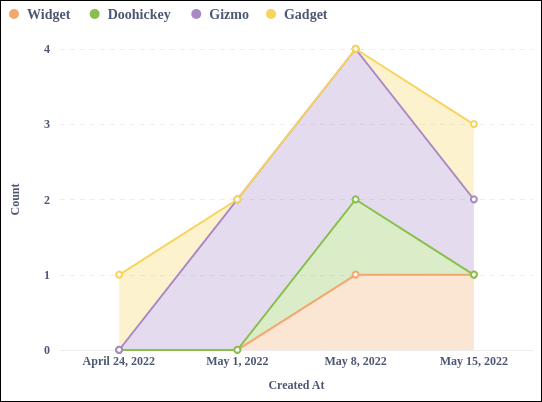 Widget Doohickey Gizmo Gadget
4
3
2
1
0
Count
April 24, 2022 May 1, 2022 May 8, 2022 May 15, 2022
Created At